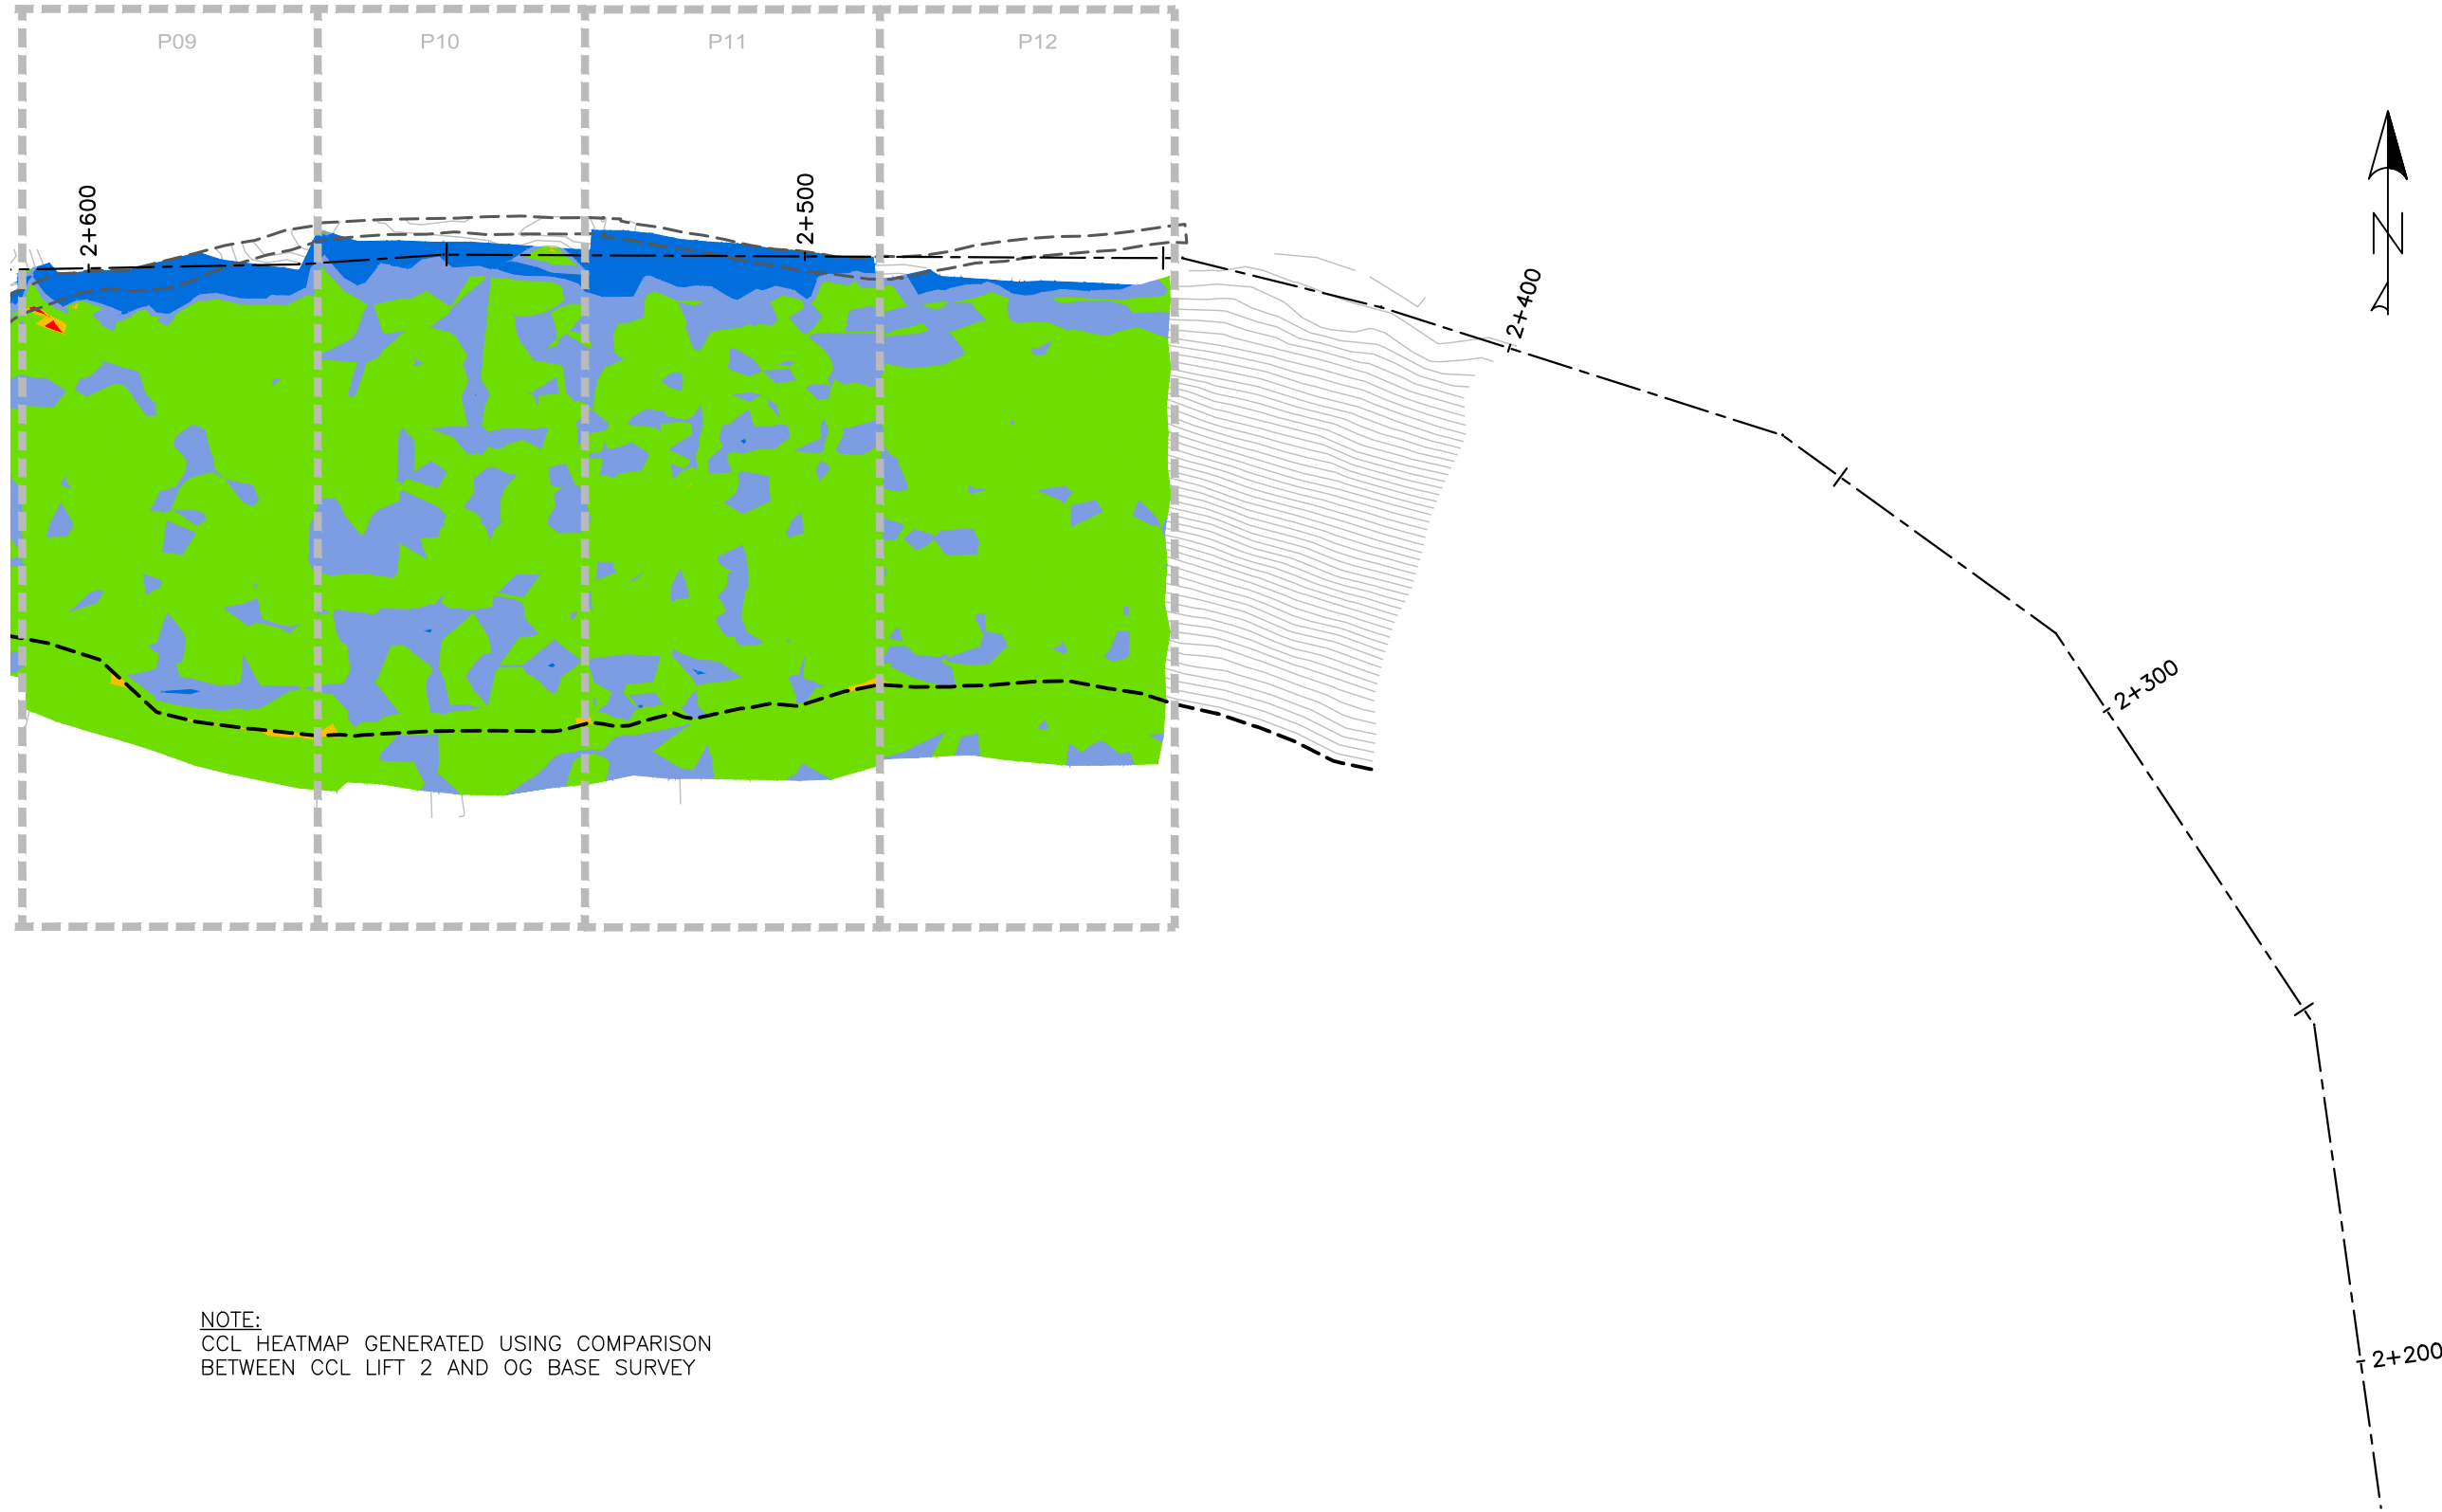 P09
P10
P11
P12
2+600
2+500
2+400
N
2+300
2+200
NOTE:
CCL HEATMAP GENERATED USING COMPARISON
BETWEEN CCL LIFT 2 AND OG BASE SURVEY